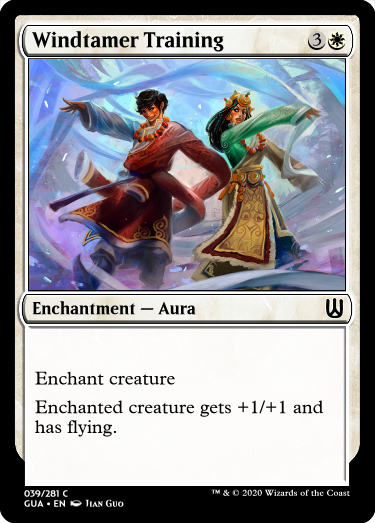 Windtamer Training 3
Enchantment — Aura
Enchant creature
Enchanted creature gets +1/+1 and
has flying.
039/281 C
GUA • EN Jian Guo
™ & © 2020 Wizards of the Coast